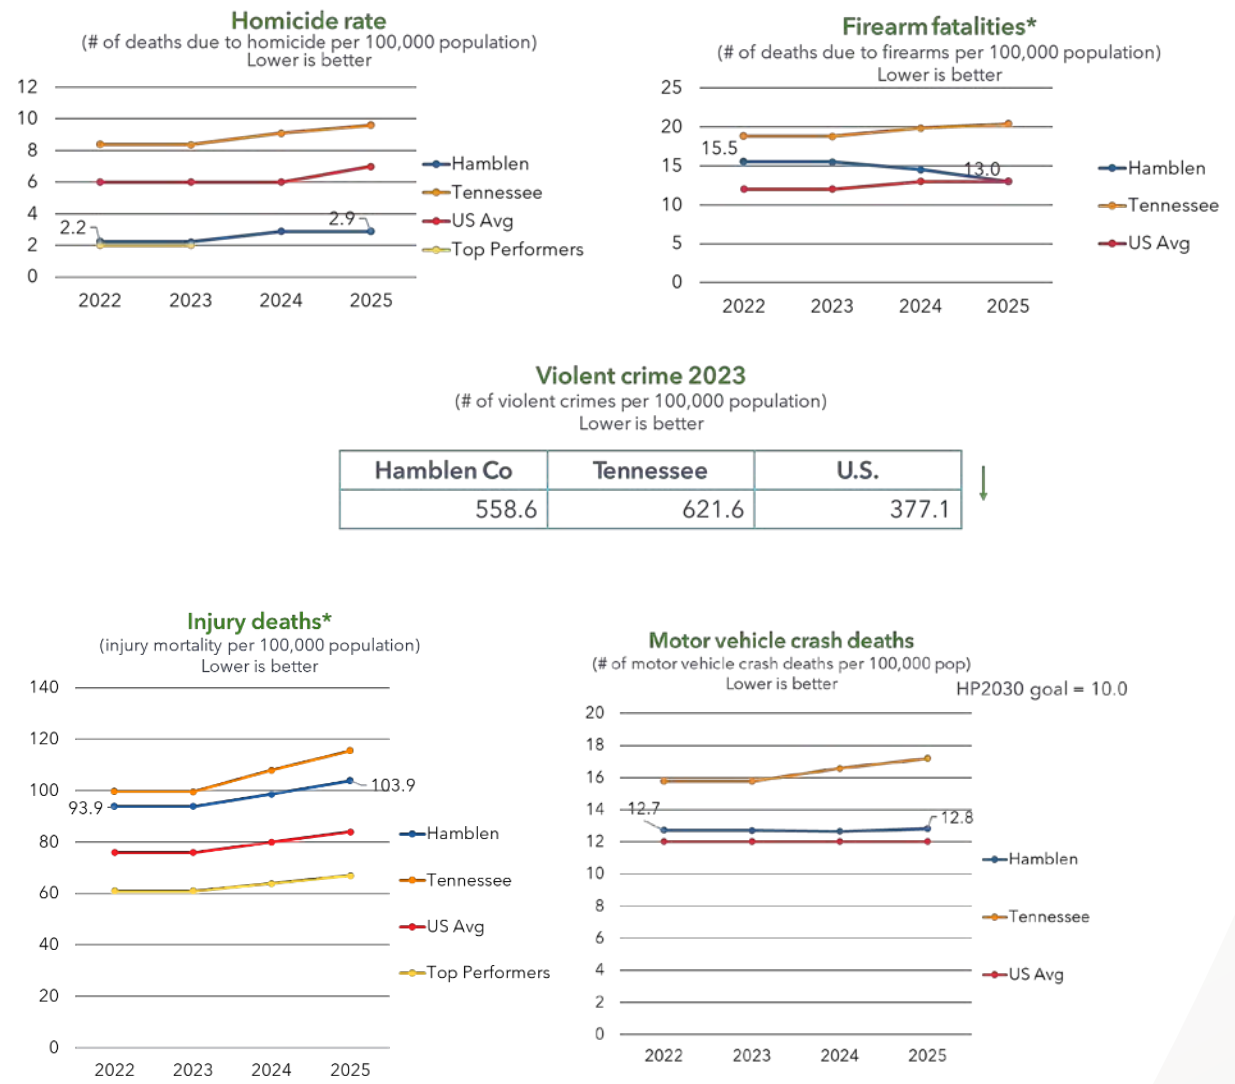 Homicide rate
(# of deaths due to homicide per 100,000 population)
Lower is better
12
10
8
6
4
2
0
2.2
2.9
2022 2023 2024 2025
Hamblen
Tennessee
US Avg
Top Performers
Firearm fatalities*
(# of deaths due to firearms per 100,000 population)
Lower is better
25
20
15
10
5
0
15.5
13.0
2022 2023 2024 2025
Hamblen
Tennessee
US Avg
Violent crime 2023
(# of violent crimes per 100,000 population)
Lower is better
Hamblen Co Tennessee U.S.
558.6 621.6 377.1
Injury deaths*
(injury mortality per 100,000 population)
Lower is better
140
120
100
80
60
40
20
0
93.9
103.9
2022 2023 2024 2025
Hamblen
Tennessee
US Avg
Top Performers
Motor vehicle crash deaths
(# of motor vehicle crash deaths per 100,000 pop)
Lower is better
HP2030 goal = 10.0
20
18
16
14
12
10
8
6
4
2
0
12.7
12.8
2022 2023 2024 2025
Hamblen
Tennessee
US Avg